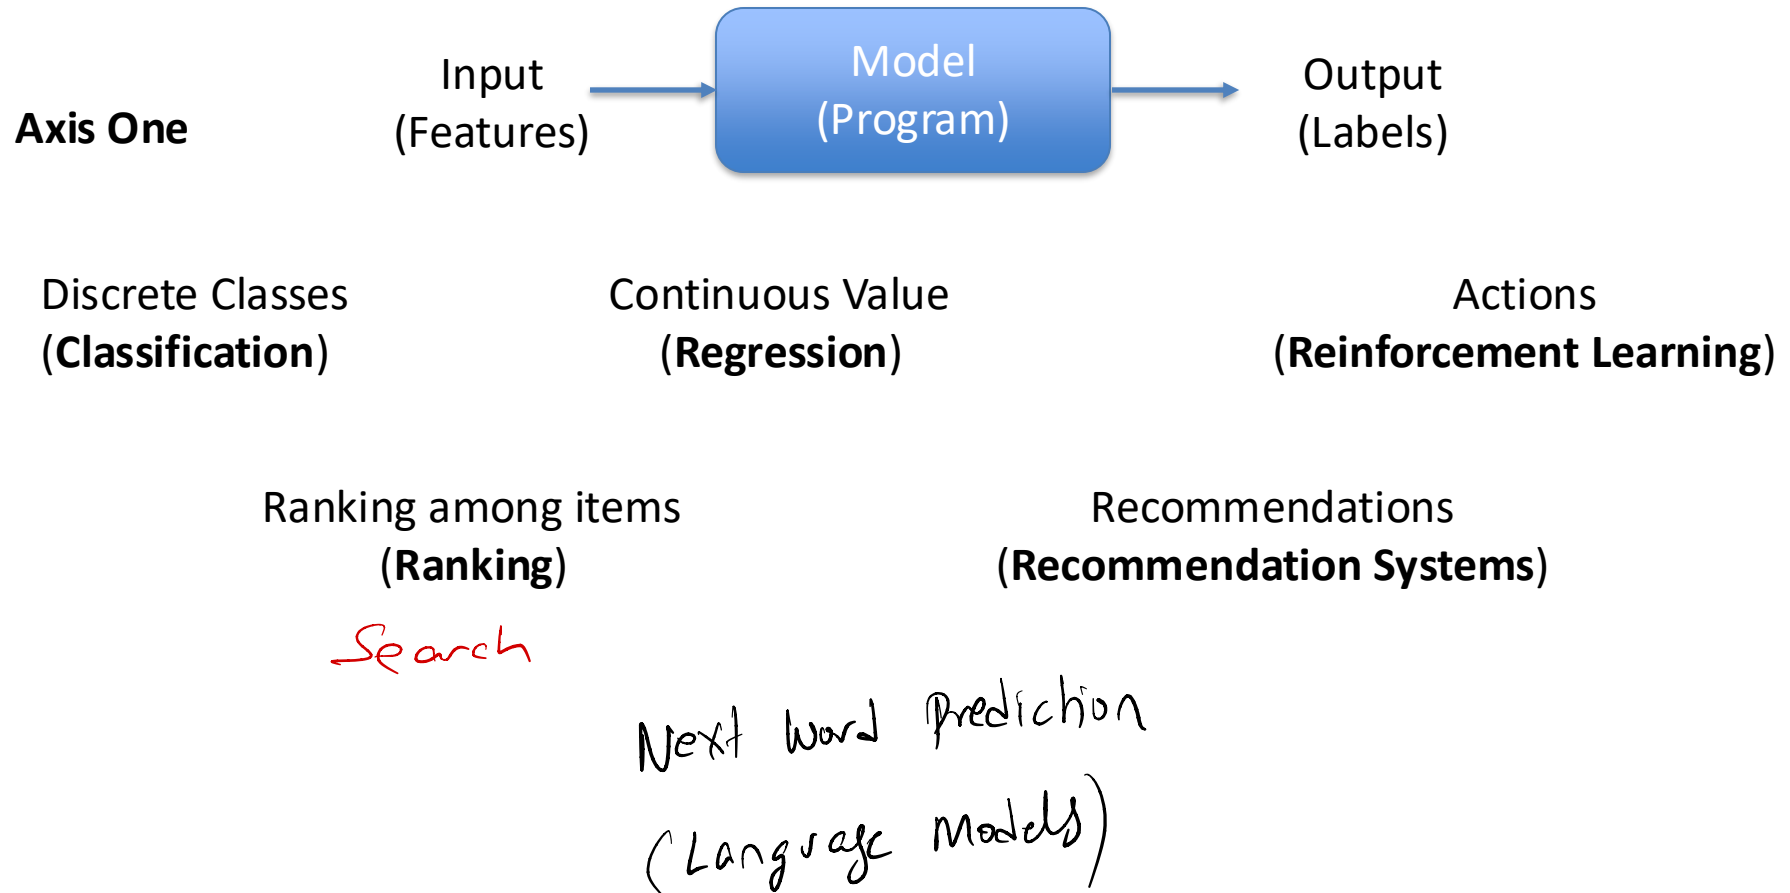 Axis One
Input
(Features)
Model
(Program)
Output
(Labels)
Discrete Classes
(Classification)
Continuous Value
(Regression)
Actions
(Reinforcement Learning)
Ranking among items
(Ranking)
Recommendations
(Recommendation Systems)
Search
Next Word Prediction
(Language Models)